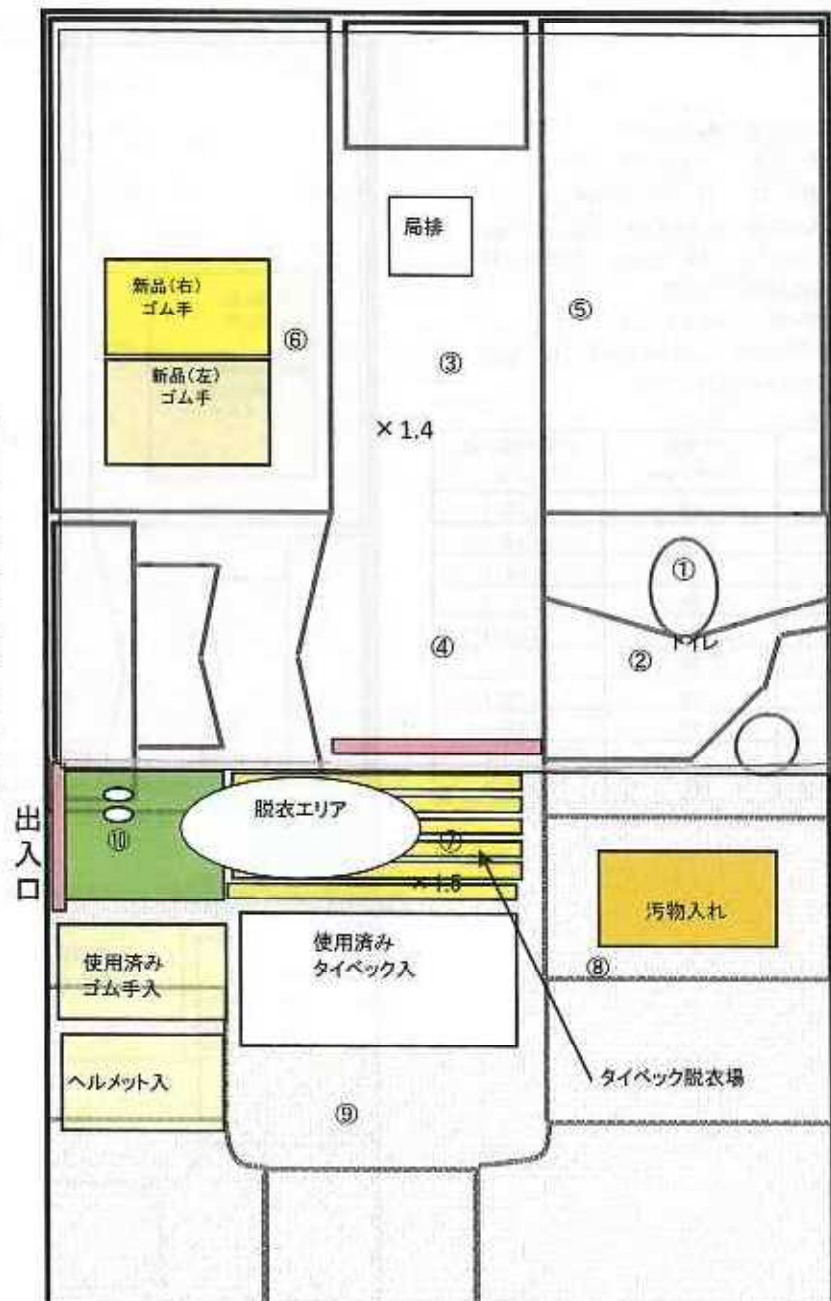 局排
新品(右)
ゴム手
⑥
⑤
③
新品(左)
ゴム手
×1.4
①
④
②
トイレ
出入口
⑩
脱衣エリア
⑦
×1.6
汚物入れ
使用済み
ゴム手入
使用済み
タイベック入
⑧
ヘルメット入
タイベック脱衣場
⑨